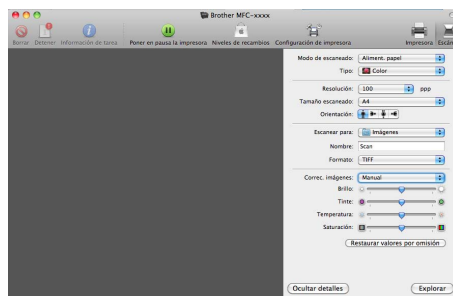 Brother MFC-xxxx
Borrar Detener Información de tarea Poner en pausa la impresora Niveles de recambios Configuración de impresora Impresora Escán
Modo de escaneado: Aliment. papel
Tipo: Color
Resolución: 100 ppp
Tamaño escaneado: A4
Orientación:
Escanear para: Imágenes
Nombre: Scan
Formato: TIFF
Correc. imágenes: Manual
Brillo:
Tinte:
Temperatura:
Saturación:
Restaurar valores por omisión
Ocultar detalles Explorar